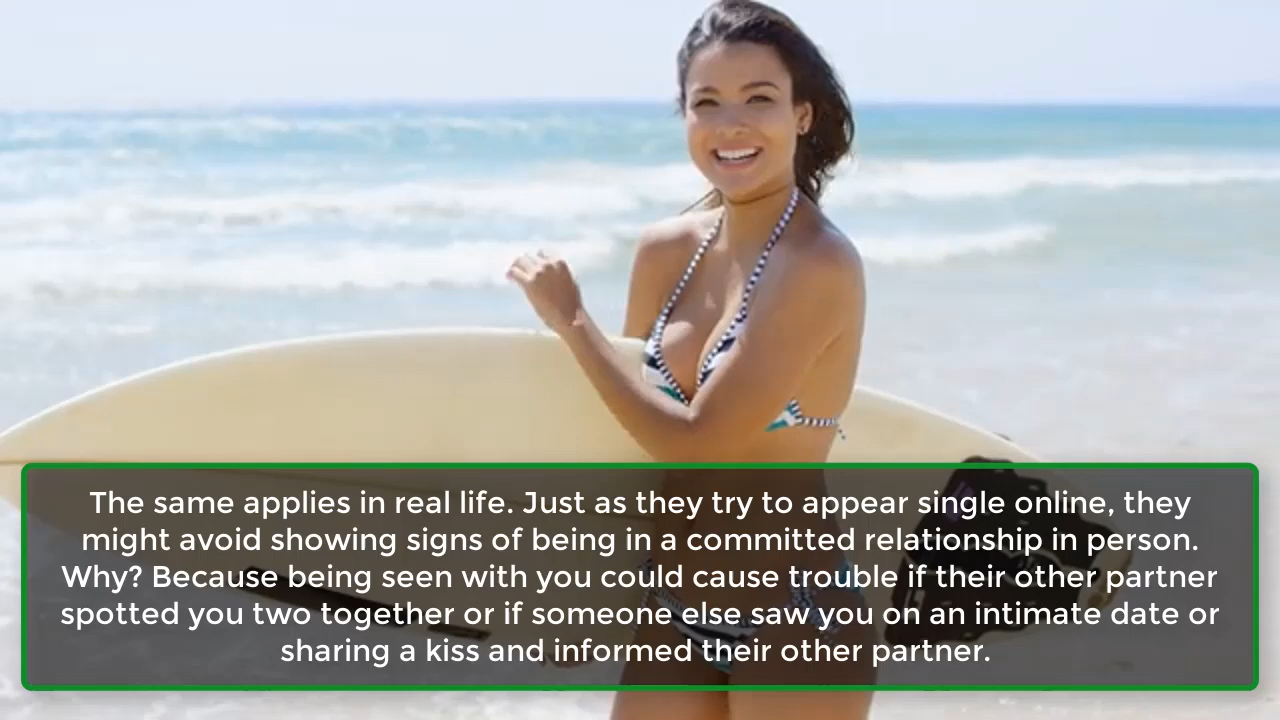 The same applies in real life. Just as they try to appear single online, they
might avoid showing signs of being in a committed relationship in person.
Why? Because being seen with you could cause trouble if their other partner
spotted you two together or if someone else saw you on an intimate date or
sharing a kiss and informed their other partner.